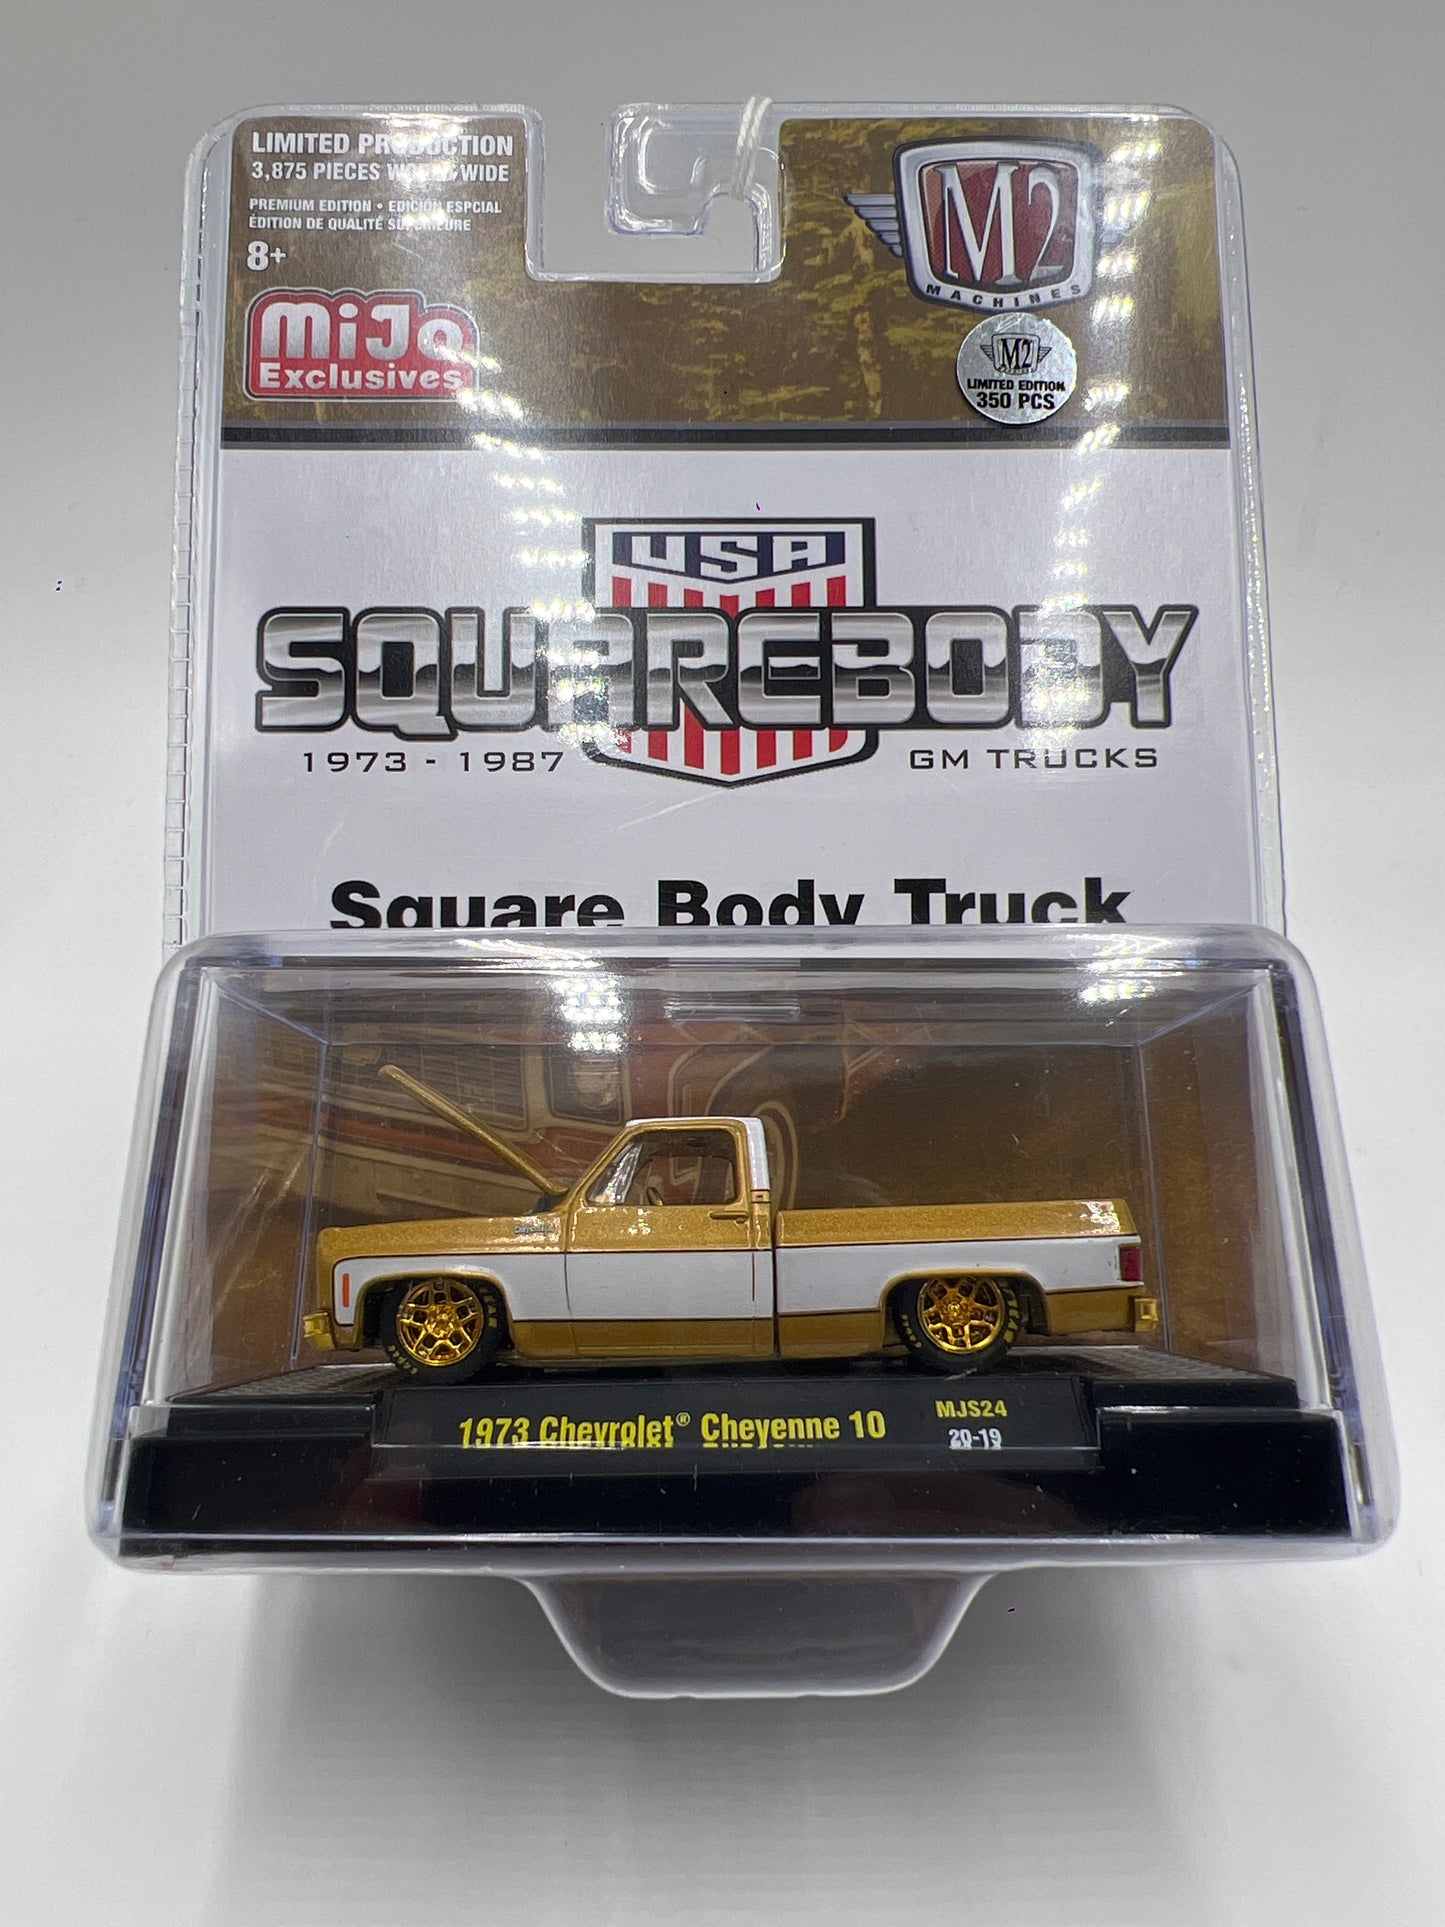 LIMITED PRODUCTION
3,875 PIECES WORLDWIDE
PREMIUM EDITION • EDICIÓN ESPCIAL
ÉDITION DE QUALITÉ SUPÉRIEURE
8+
MiJo
Exclusives
M2
MACHINES
M2
LIMITED EDITION
350 PCS
USA
SQUAREBODY
1973 - 1987
GM TRUCKS
Square Body Truck
1973 Chevrolet® Cheyenne 10
MJS24
20-19